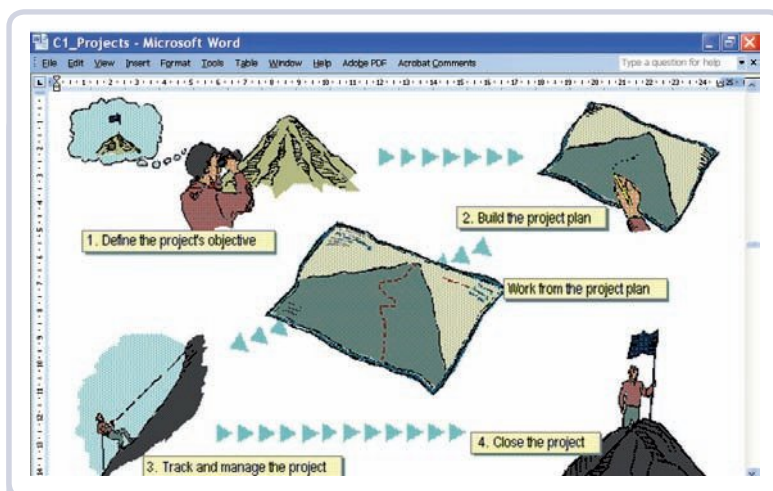 C1_Projects - Microsoft Word
File Edit View Insert Format Tools Table Window Help Adobe PDF Acrobat Comments
Type a question for help
1. Define the project's objective
2. Build the project plan
Work from the project plan
3. Track and manage the project
4. Close the project